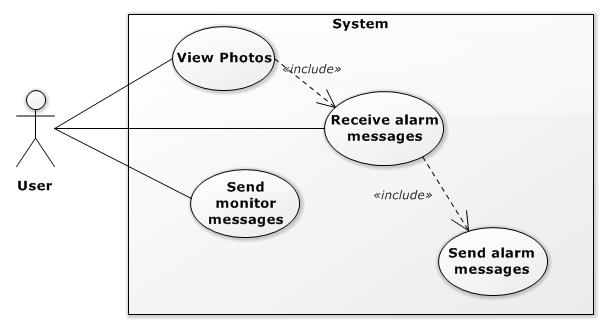 System
View Photos
«include»
Receive alarm
messages
User
Send
monitor
messages
«include»
Send alarm
messages